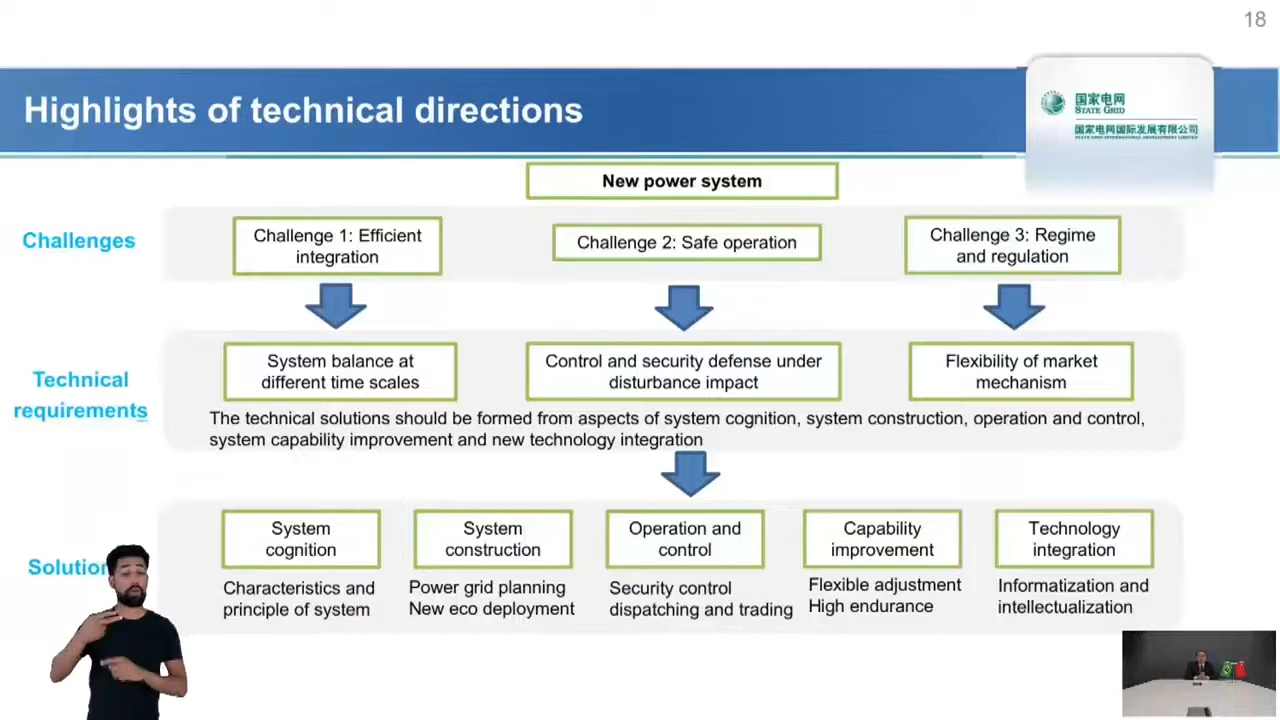 18
Highlights of technical directions
国家电网
STATE GRID
国家电网国际发展有限公司
STATE GRID INTERNATIONAL DEVELOPMENT LIMITED
New power system
Challenges
Challenge 1: Efficient
integration
Challenge 2: Safe operation
Challenge 3: Regime
and regulation
Technical
requirements
System balance at
different time scales
Control and security defense under
disturbance impact
Flexibility of market
mechanism
The technical solutions should be formed from aspects of system cognition, system construction, operation and control,
system capability improvement and new technology integration
Solution
System
cognition
System
construction
Operation and
control
Capability
improvement
Technology
integration
Characteristics and
principle of system
Power grid planning
New eco deployment
Security control
dispatching and trading
Flexible adjustment
High endurance
Informatization and
intellectualization